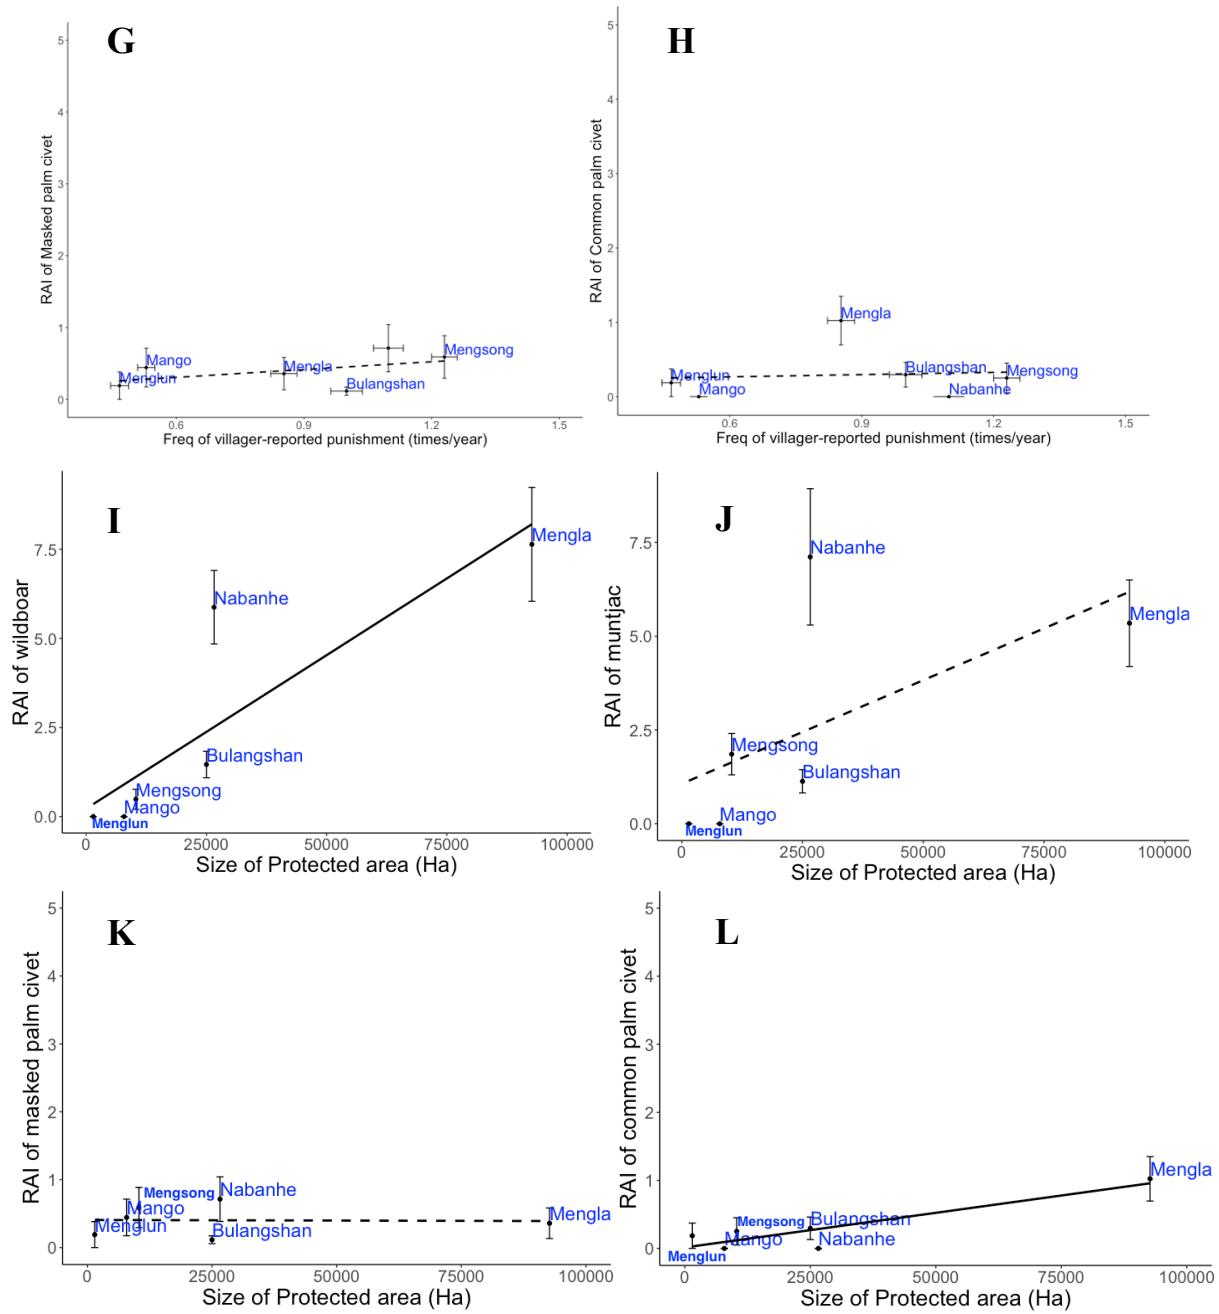 G
RAI of Masked palm civet
5
4
3
2
1
0
Mango
Menglun
Mengla
Bulangshan
Mengsong
0.6 0.9 1.2 1.5
Freq of villager-reported punishment (times/year)
H
RAI of Common palm civet
5
4
3
2
1
0
Mengla
Menglun
Mango
Bulangshan
Nabanhe
Mengsong
0.6 0.9 1.2 1.5
Freq of villager-reported punishment (times/year)
I
RAI of wildboar
7.5
5.0
2.5
0.0
Mengla
Nabanhe
Bulangshan
Mengsong
Mango
Menglun
0 25000 50000 75000 100000
Size of Protected area (Ha)
J
RAI of muntjac
7.5
5.0
2.5
0.0
Nabanhe
Mengla
Mengsong
Bulangshan
Mango
Menglun
0 25000 50000 75000 100000
Size of Protected area (Ha)
K
RAI of masked palm civet
5
4
3
2
1
0
Mengsong
Nabanhe
Mango
Menglun
Bulangshan
Mengla
0 25000 50000 75000 100000
Size of Protected area (Ha)
L
RAI of common palm civet
5
4
3
2
1
0
Mengla
Mengsong
Bulangshan
Mango
Nabanhe
Menglun
0 25000 50000 75000 100000
Size of Protected area (Ha)